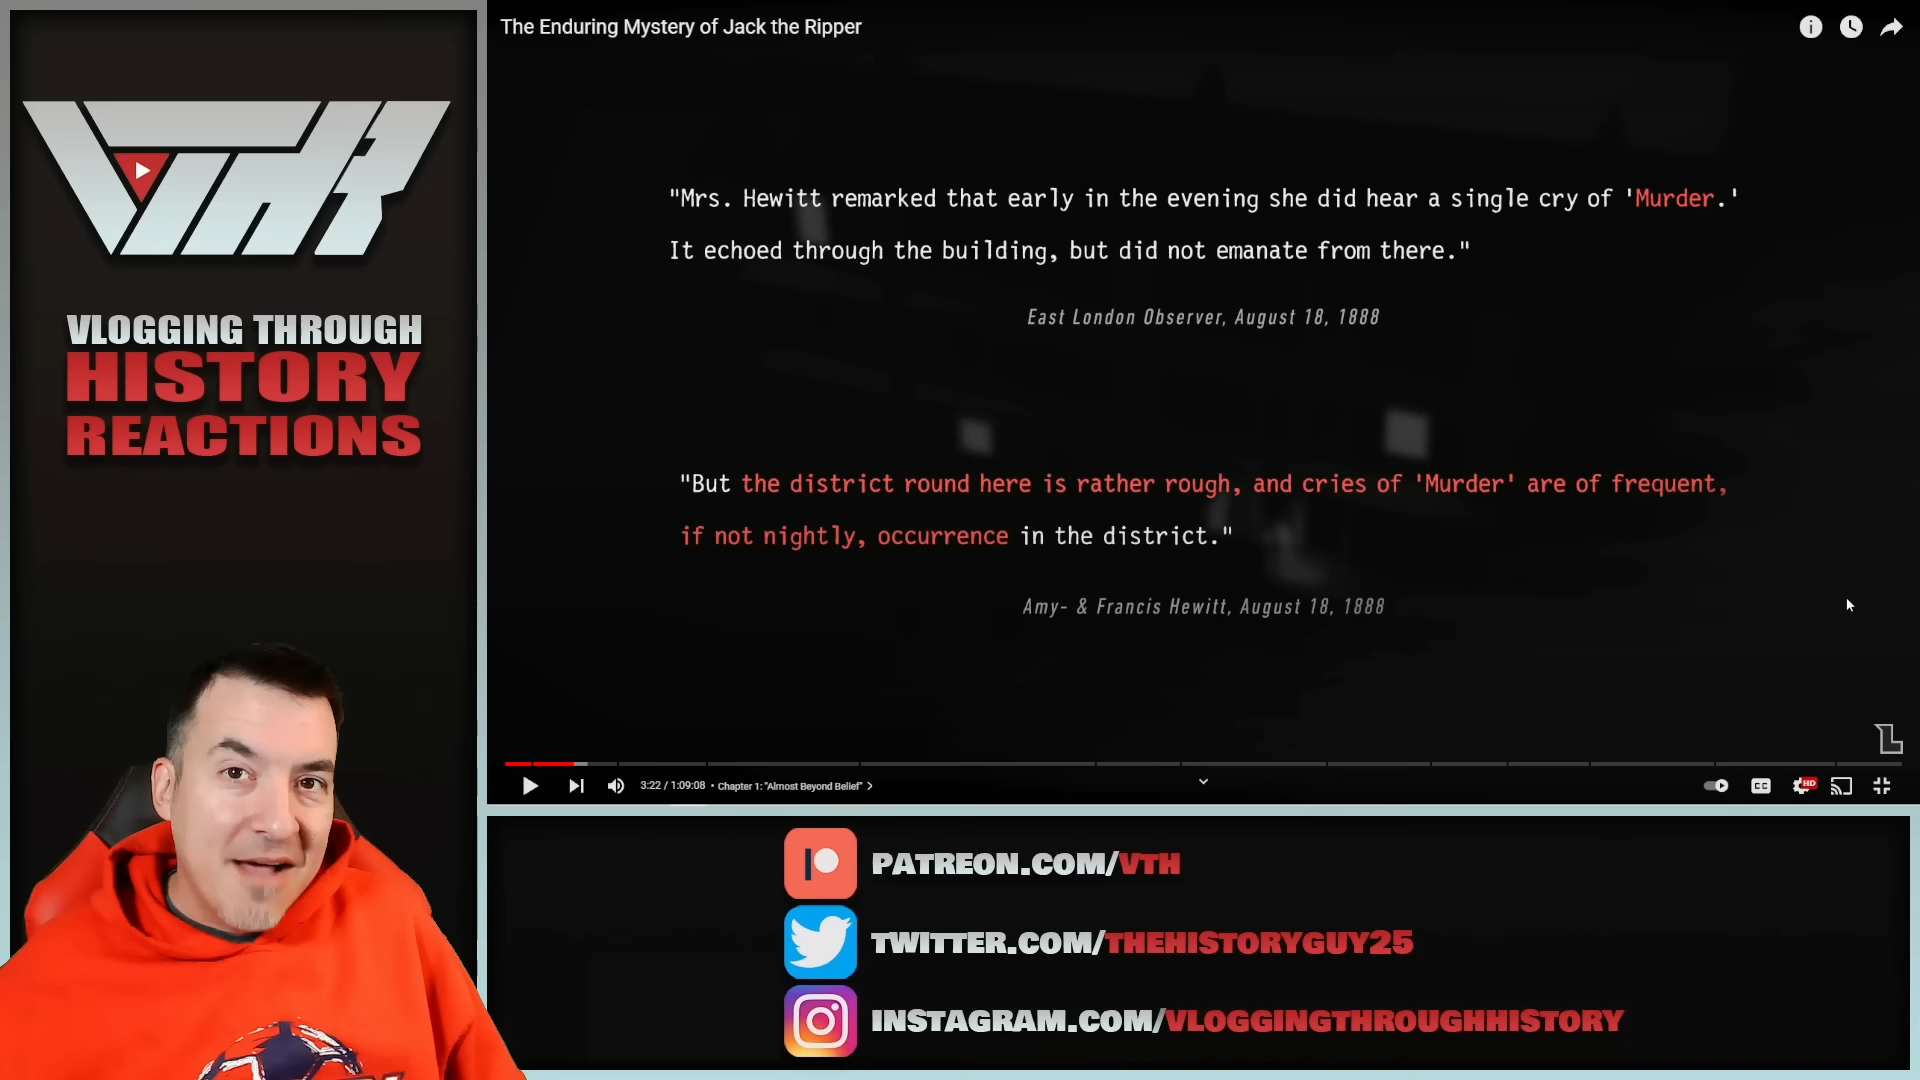 The Enduring Mystery of Jack the Ripper
VTHR
VLOGGING THROUGH
HISTORY
REACTIONS
"Mrs. Hewitt remarked that early in the evening she did hear a single cry of 'Murder.'
It echoed through the building, but did not emanate from there."
East London Observer, August 18, 1888
"But the district round here is rather rough, and cries of 'Murder' are of frequent,
if not nightly, occurrence in the district."
Amy- & Francis Hewitt, August 18, 1888
3:22 / 1:09:08 • Chapter 1: "Almost Beyond Belief" >
CC
HD
PATREON.COM/VTH
TWITTER.COM/THEHISTORYGUY25
INSTAGRAM.COM/VLOGGINGTHROUGHHISTORY